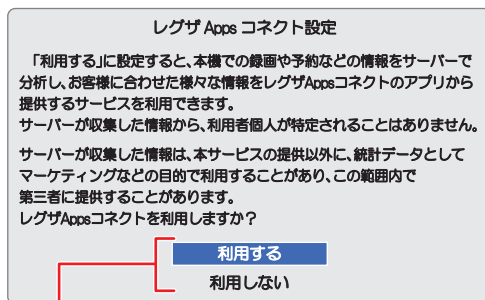 レグザ Apps コネクト設定
「利用する」に設定すると、本機での録画や予約などの情報をサーバーで
分析し、お客様に合わせた様々な情報をレグザAppsコネクトのアプリから
提供するサービスを利用できます。
サーバーが収集した情報から、利用者個人が特定されることはありません。
サーバーが収集した情報は、本サービスの提供以外に、統計データとして
マーケティングなどの目的で利用することがあり、この範囲内で
第三者に提供することがあります。
レグザAppsコネクトを利用しますか？
利用する
利用しない